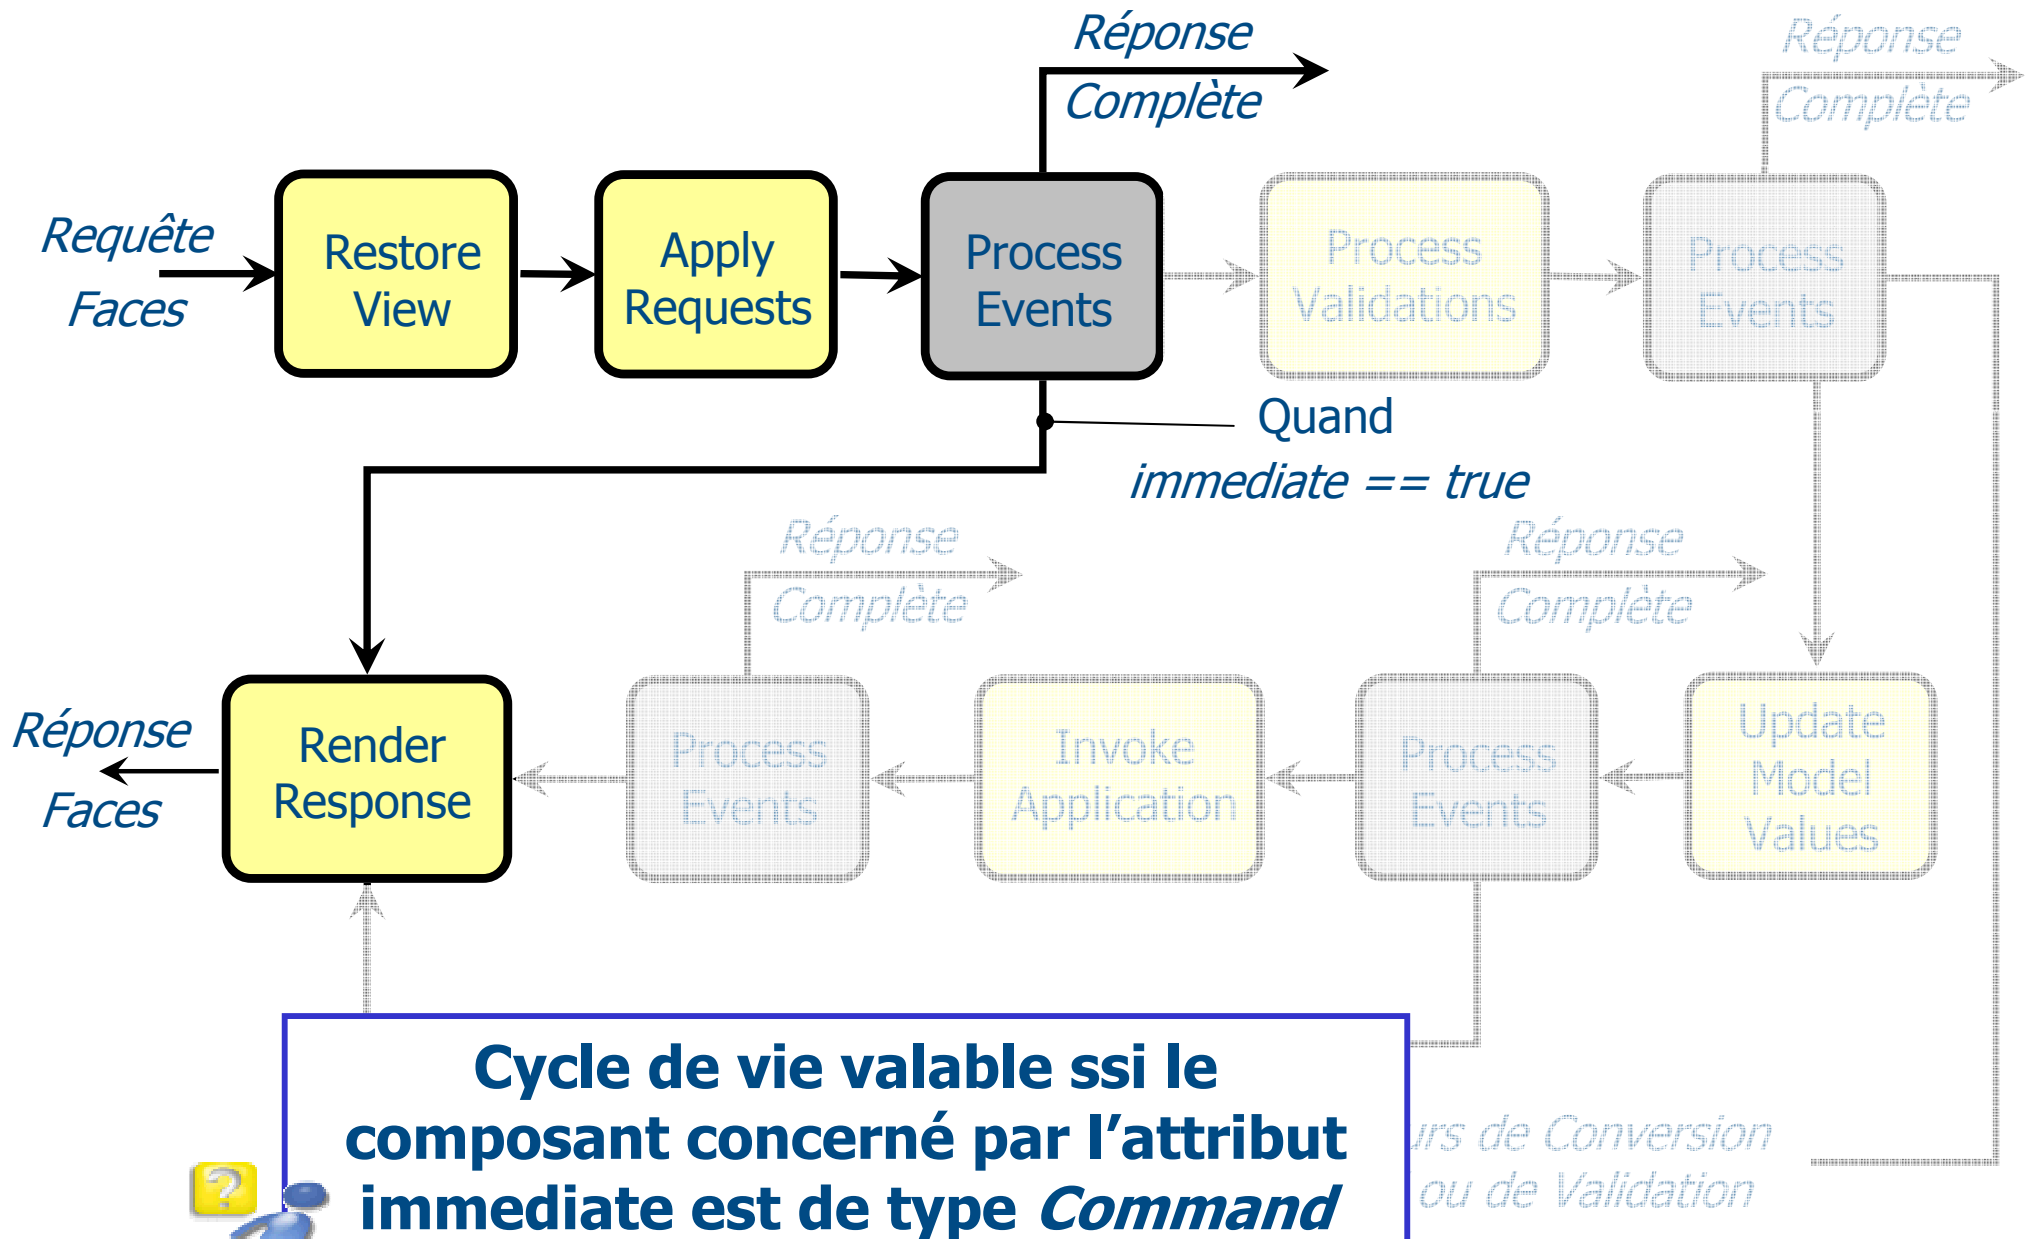 Réponse
Complète
Réponse
Complète
Requête
Faces
Restore
View
Apply
Requests
Process
Events
Process
Validations
Process
Events
Quand
immediate == true
Réponse
Complète
Réponse
Complète
Réponse
Faces
Render
Response
Process
Events
Invoke
Application
Process
Events
Update
Model
Values
Cycle de vie valable ssi le
composant concerné par l'attribut
immediate est de type Command
de Conversion
ou de Validation
?